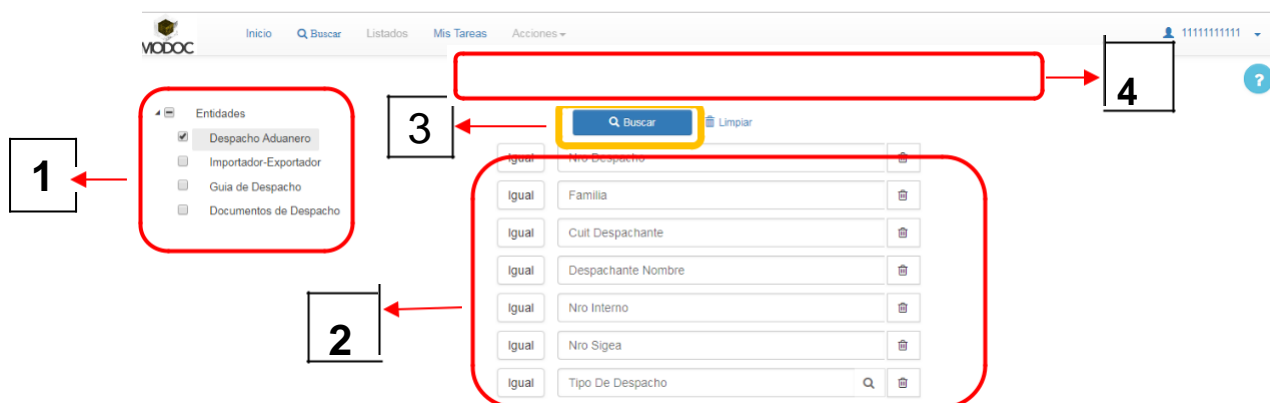 MODOC Inicio Buscar Listados Mis Tareas Acciones 11111111111
4
?
Entidades
3
Buscar Limpiar
Despacho Aduanero
Igual Nro Despacho
Importador-Exportador
1
Guia de Despacho
Igual Familia
Documentos de Despacho
Igual Cuit Despachante
Igual Despachante Nombre
2
Igual Nro Interno
Igual Nro Sigea
Igual Tipo De Despacho